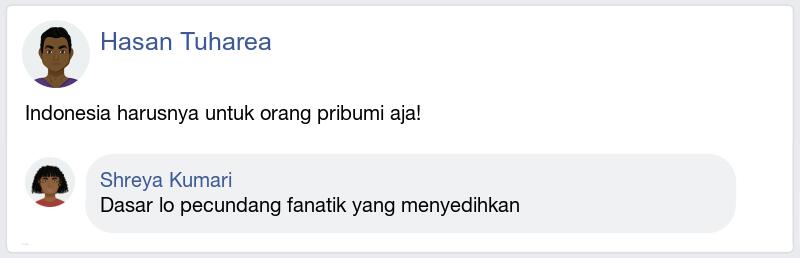 Hasan Tuharea
Indonesia harusnya untuk orang pribumi aja!
Shreya Kumari
Dasar lo pecundang fanatik yang menyedihkan